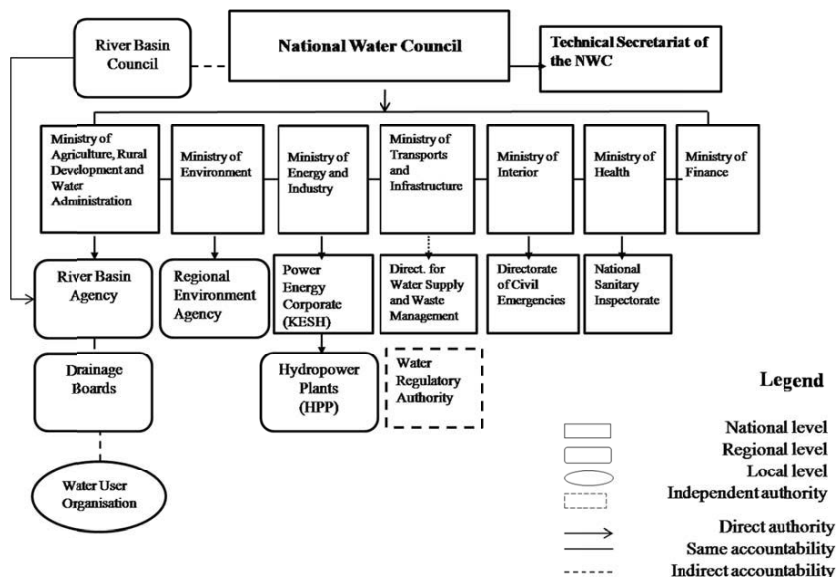 River Basin
Council
National Water Council
Technical Secretariat of
the NWC
Ministry of
Agriculture, Rural
Development and
Water
Administration
Ministry of
Environment
Ministry of
Energy and
Industry
Ministry of
Transports
and
Infrastructure
Ministry of
Interior
Ministry of
Health
Ministry of
Finance
River Basin
Agency
Regional
Environment
Agency
Power
Energy
Corporate
(KESH)
Direct. for
Water Supply
and Waste
Management
Directorate
of Civil
Emergencies
National
Sanitary
Inspectorate
Drainage
Boards
Hydropower
Plants
(HPP)
Water
Regulatory
Authority
Water User
Organisation
Legend
National level
Regional level
Local level
Independent authority
Direct authority
Same accountability
Indirect accountability